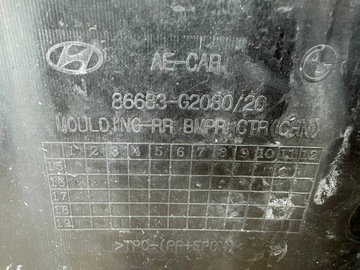 AE-CAR
86683-G2080/20
MOULDING-RR BMPR CTR(C-M)
1 2 3 4 5 6 7 8 9 10 11 12
15
16
17
18
19
>TPO-(PP+EPDM)<